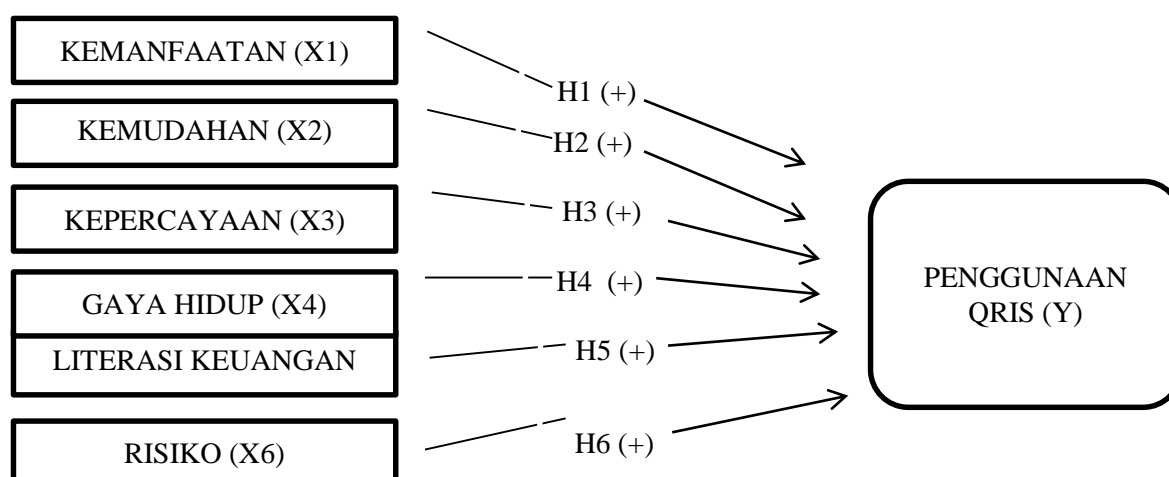 KEMANFAATAN (X1)
KEMUDAHAN (X2)
KEPERCAYAAN (X3)
GAYA HIDUP (X4)
LITERASI KEUANGAN
RISIKO (X6)
H1 (+)
H2 (+)
H3 (+)
H4 (+)
H5 (+)
H6 (+)
PENGGUNAAN
QRIS (Y)